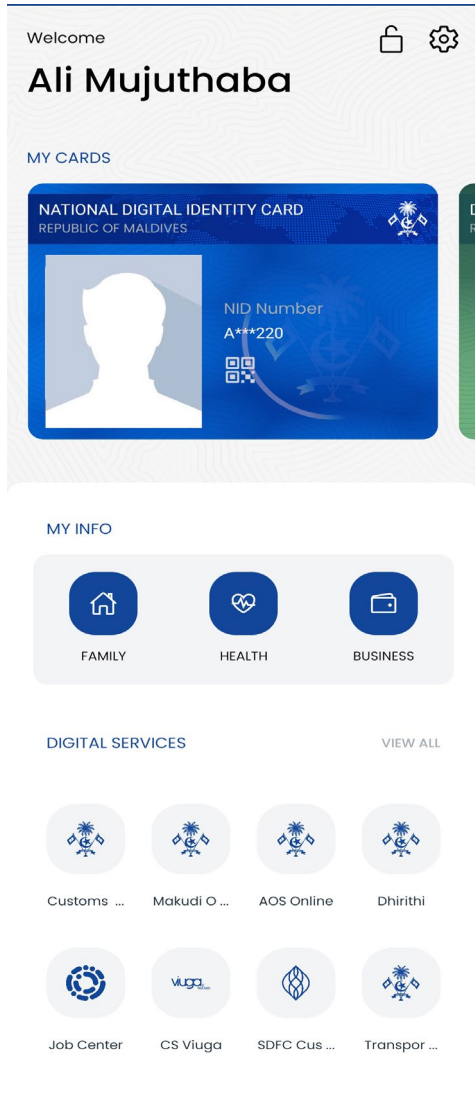 Welcome
Ali Mujuthaba
MY CARDS
NATIONAL DIGITAL IDENTITY CARD
REPUBLIC OF MALDIVES
NID Number
A***220
MY INFO
FAMILY
HEALTH
BUSINESS
DIGITAL SERVICES
VIEW ALL
Customs ...
Makudi O ...
AOS Online
Dhirithi
viuga
Job Center
CS Viuga
SDFC Cus ...
Transpor ...